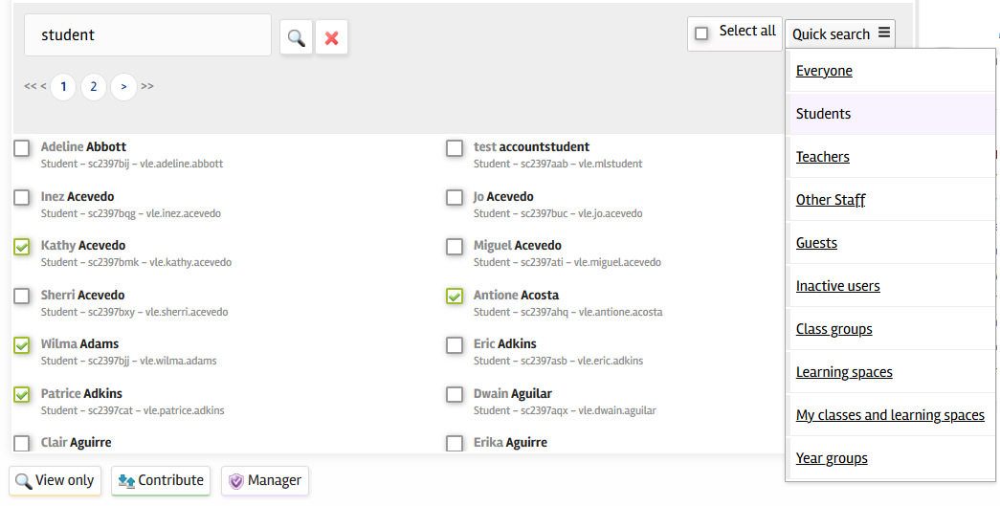 student
Select all
Quick search
<< < 1 2 > >>
Everyone
Students
Teachers
Other Staff
Guests
Inactive users
Class groups
Learning spaces
My classes and learning spaces
Year groups
Adeline Abbott
Student – sc2397bij – vle.adeline.abbott
test accountstudent
Student – sc2397aab – vle.mlstudent
Inez Acevedo
Student – sc2397bqg – vle.inez.acevedo
Jo Acevedo
Student – sc2397buc – vle.jo.acevedo
Kathy Acevedo
Student – sc2397bmk – vle.kathy.acevedo
Miguel Acevedo
Student – sc2397ati – vle.miguel.acevedo
Sherri Acevedo
Student – sc2397bxy – vle.sherri.acevedo
Antione Acosta
Student – sc2397ahq – vle.antione.acosta
Wilma Adams
Student – sc2397bjj – vle.wilma.adams
Eric Adkins
Student – sc2397asb – vle.eric.adkins
Patrice Adkins
Student – sc2397cat – vle.patrice.adkins
Dwain Aguilar
Student – sc2397aqx – vle.dwain.aguilar
Clair Aguirre
Erika Aguirre
View only
Contribute
Manager